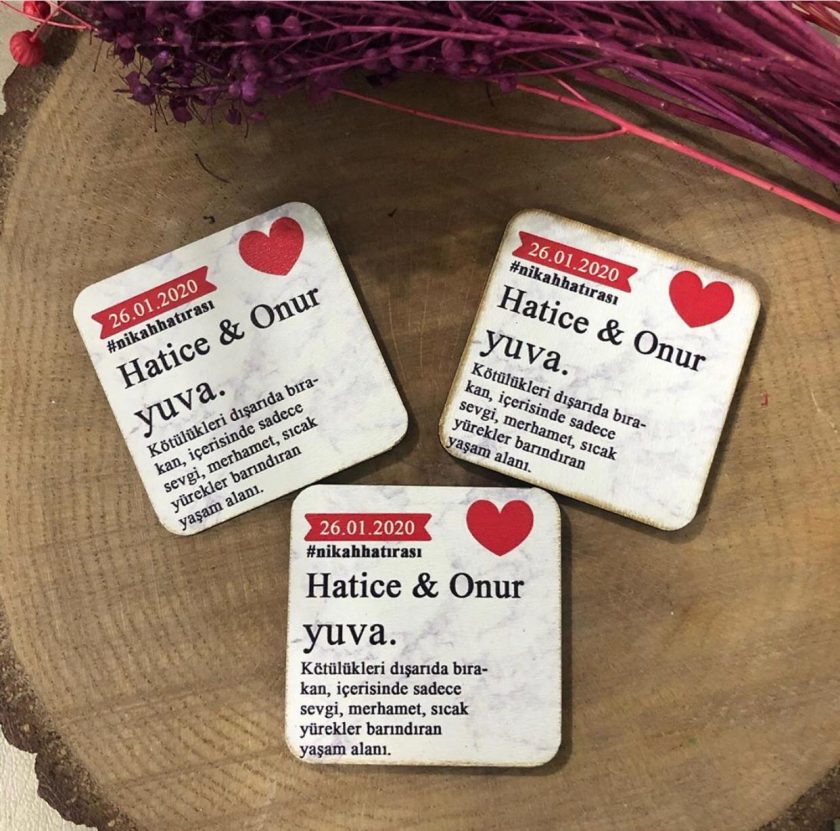 26.01.2020
#nikahhatırası
Hatice & Onur
yuva.
Kötülükleri dışarıda bıra-
kan, içerisinde sadece
sevgi, merhamet, sıcak
yürekler barındıran
yaşam alanı.
26.01.2020
#nikahhatırası
Hatice & Onur
yuva.
Kötülükleri dışarıda bıra-
kan, içerisinde sadece
sevgi, merhamet, sıcak
yürekler barındıran
yaşam alanı.
26.01.2020
#nikahhatırası
Hatice & Onur
yuva.
Kötülükleri dışarıda bıra-
kan, içerisinde sadece
sevgi, merhamet, sıcak
yürekler barındıran
yaşam alanı.